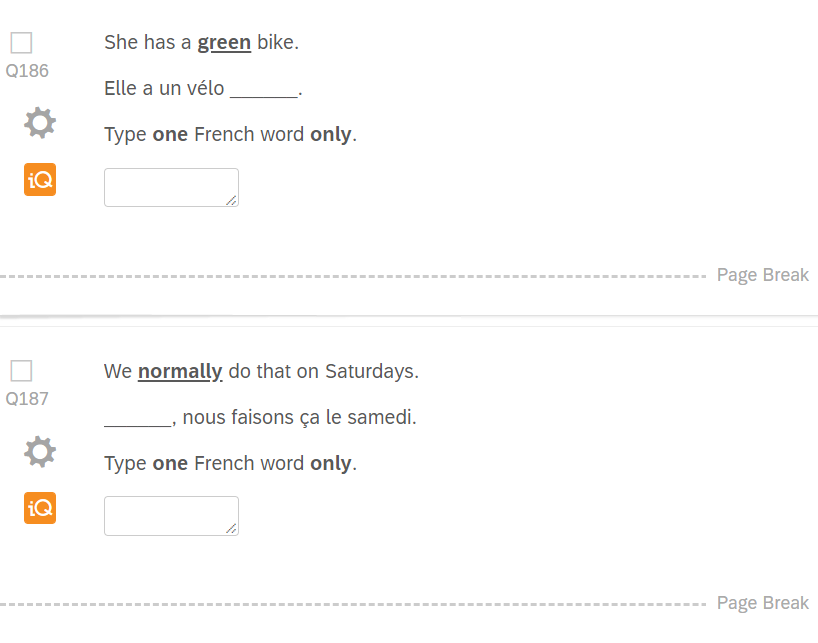 She has a green bike.
Q186
Elle a un vélo _______.
Type one French word only.
iQ
Page Break
We normally do that on Saturdays.
Q187
_______, nous faisons ça le samedi.
Type one French word only.
iQ
Page Break